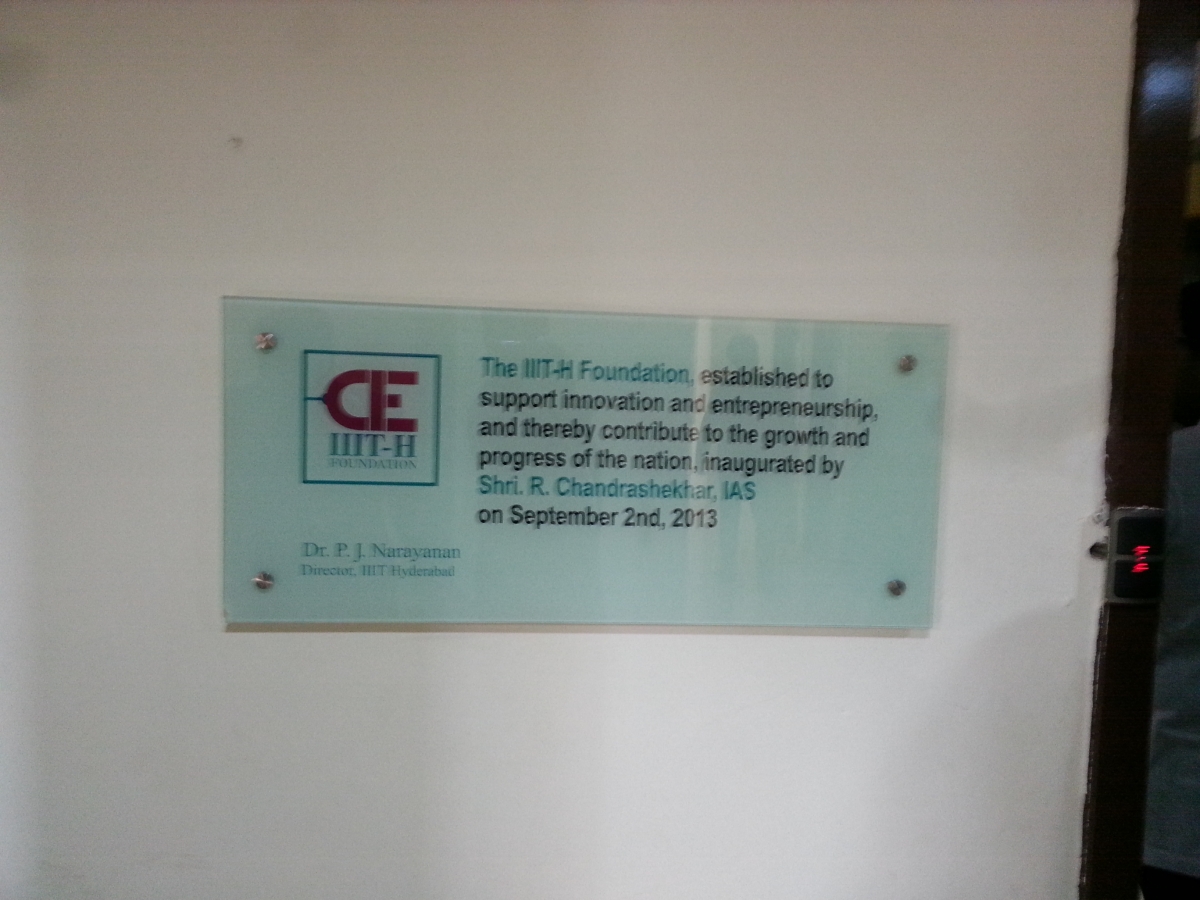 CIE
IIIT-H
FOUNDATION
The IIIT-H Foundation, established to
support innovation and entrepreneurship,
and thereby contribute to the growth and
progress of the nation, inaugurated by
Shri. R. Chandrashekhar, IAS
on September 2nd, 2013
Dr. P. J. Narayanan
Director, IIIT Hyderabad